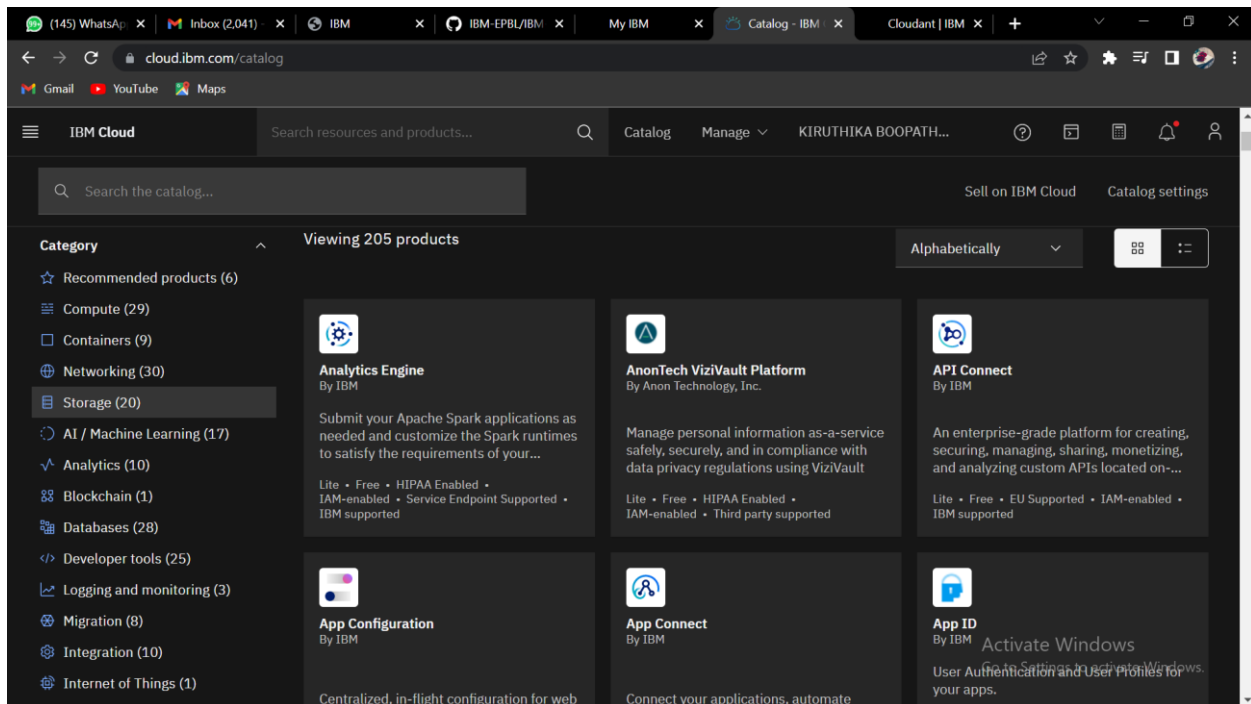 (145) WhatsAp
Inbox (2,041)
IBM
IBM-EPBL/IBM
My IBM
Catalog - IBM
Cloudant | IBM
cloud.ibm.com/catalog
Gmail
YouTube
Maps
IBM Cloud
Search resources and products...
Catalog
Manage
KIRUTHIKA BOOPATH...
Search the catalog...
Sell on IBM Cloud
Catalog settings
Category
Recommended products (6)
Compute (29)
Containers (9)
Networking (30)
Storage (20)
AI / Machine Learning (17)
Analytics (10)
Blockchain (1)
Databases (28)
Developer tools (25)
Logging and monitoring (3)
Migration (8)
Integration (10)
Internet of Things (1)
Viewing 205 products
Alphabetically
Analytics Engine
By IBM
Submit your Apache Spark applications as
needed and customize the Spark runtimes
to satisfy the requirements of your...
Lite • Free • HIPAA Enabled •
IAM-enabled • Service Endpoint Supported •
IBM supported
AnonTech ViziVault Platform
By Anon Technology, Inc.
Manage personal information as-a-service
safely, securely, and in compliance with
data privacy regulations using ViziVault
Lite • Free • HIPAA Enabled •
IAM-enabled • Third party supported
API Connect
By IBM
An enterprise-grade platform for creating,
securing, managing, sharing, monetizing,
and analyzing custom APIs located on-...
Lite • Free • EU Supported • IAM-enabled •
IBM supported
App Configuration
By IBM
Centralized, in-flight configuration for web
App Connect
By IBM
Connect your applications, automate
App ID
By IBM
User Authentication and User Profiles for
your apps.
Activate Windows
Go to Settings to activate Windows.